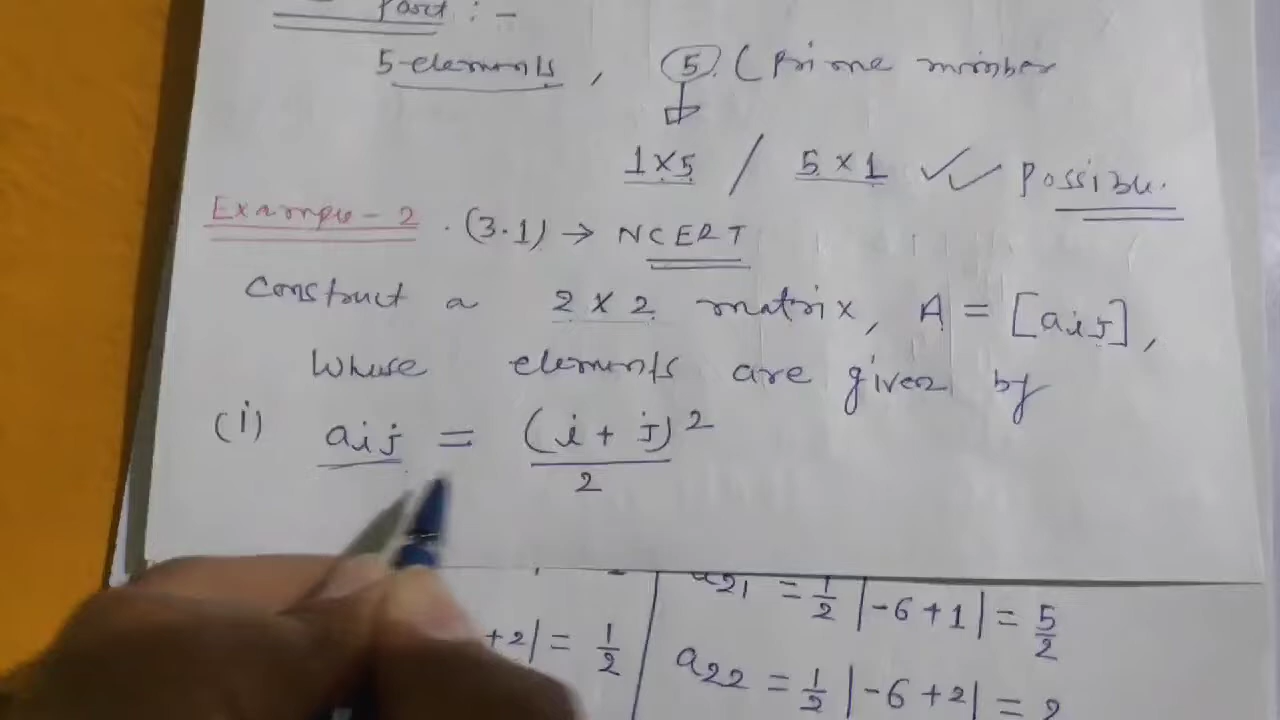 Part : -
5-elements , 5. (Prime number
1×5 / 5×1 ✓✓ Possible.
Example - 2 . (3.1) → NCERT
Construct a 2 × 2 matrix, A = [aij],
Whose elements are given by
(i) aij = (i + j)² / 2
a21 = 1/2 |-6+1| = 5/2
+2| = 1/2
a22 = 1/2 |-6+2| = 2